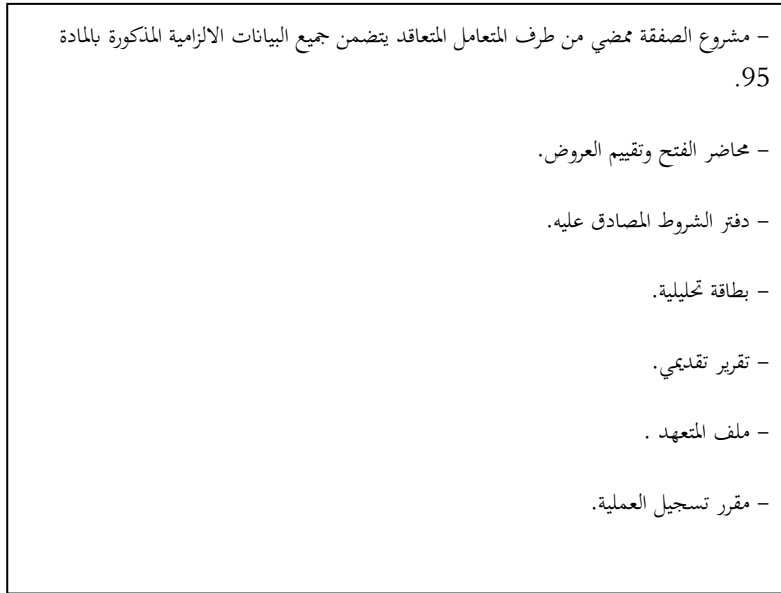 – مشروع الصفقة ممضي من طرف المتعامل المتعاقد يتضمن جميع البيانات الالزامية المذكورة بالمادة
95.
– محاضر الفتح وتقييم العروض.
– دفتر الشروط المصادق عليه.
– بطاقة تحليلية.
– تقرير تقديمي.
– ملف المتعهد .
– مقرر تسجيل العملية.